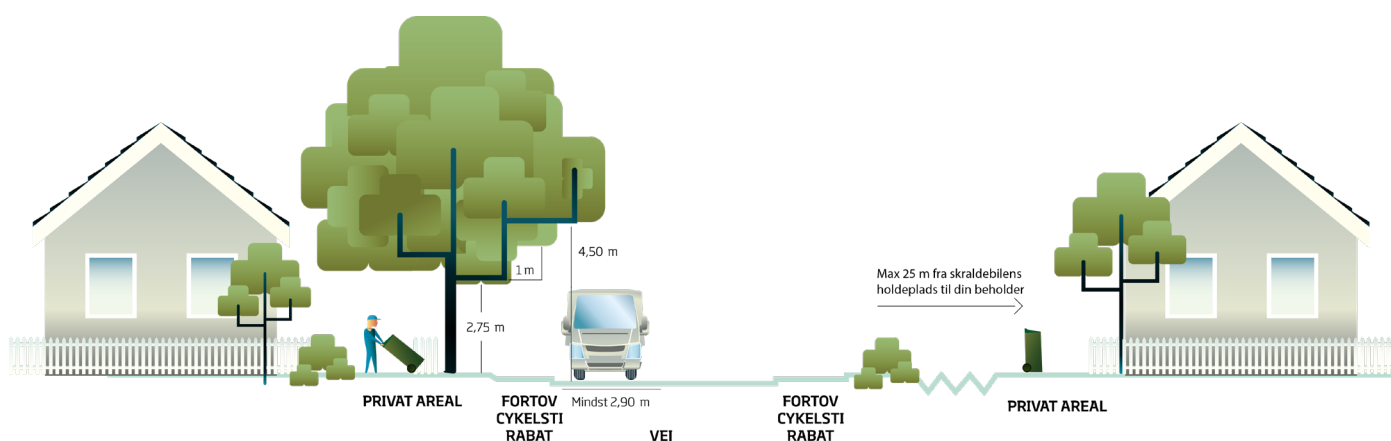 4,50 m
1 m
2,75 m
Max 25 m fra skraldebilens
holdeplads til din beholder
PRIVAT AREAL
FORTOV
CYKELSTI
RABAT
Mindst 2,90 m
VEI
FORTOV
CYKELSTI
RABAT
PRIVAT AREAL